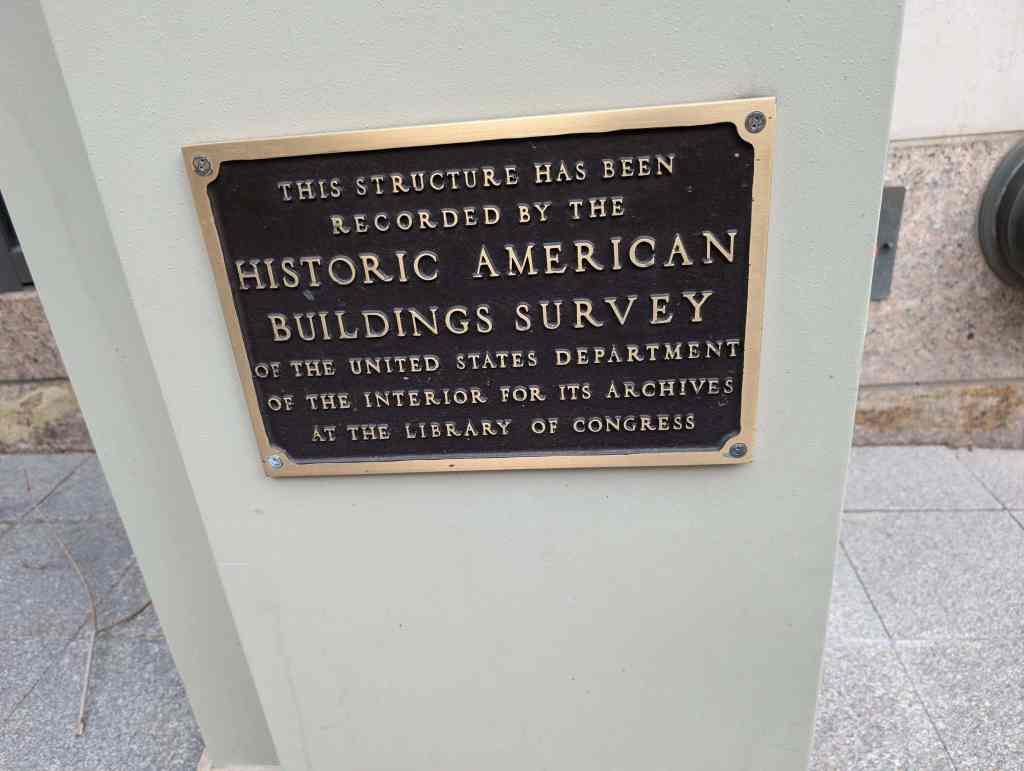 THIS STRUCTURE HAS BEEN
RECORDED BY THE
HISTORIC AMERICAN
BUILDINGS SURVEY
OF THE UNITED STATES DEPARTMENT
OF THE INTERIOR FOR ITS ARCHIVES
AT THE LIBRARY OF CONGRESS